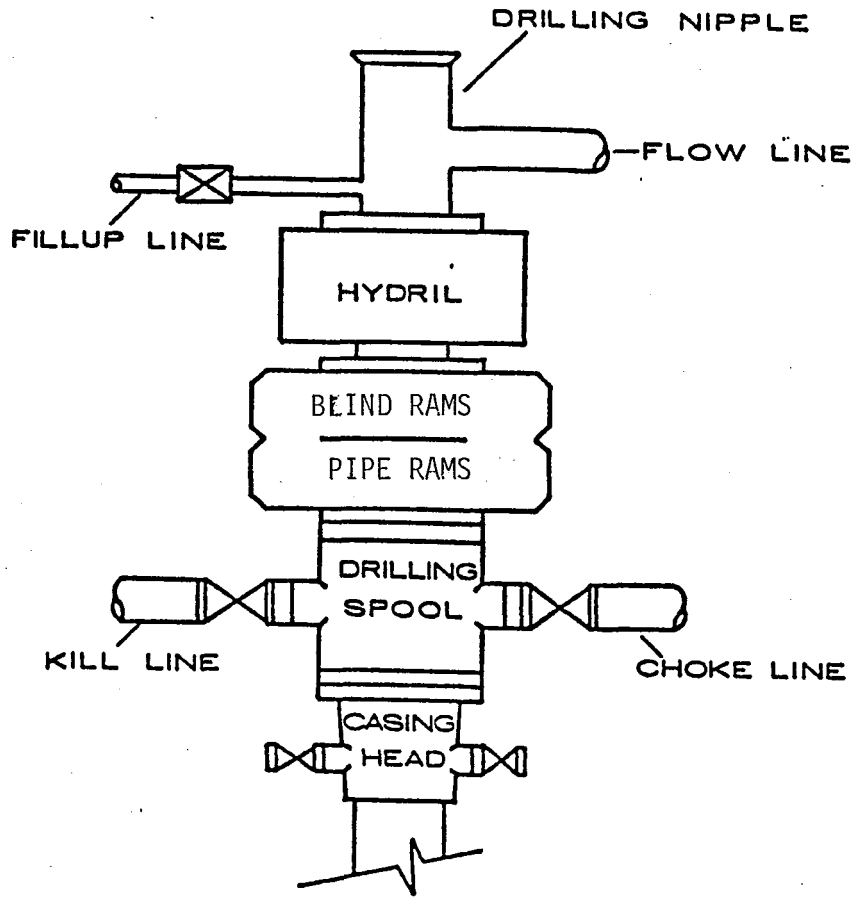 DRILLING NIPPLE
FLOW LINE
FILLUP LINE
HYDRIL
BLIND RAMS
PIPE RAMS
DRILLING
SPOOL
KILL LINE
CHOKE LINE
CASING
HEAD